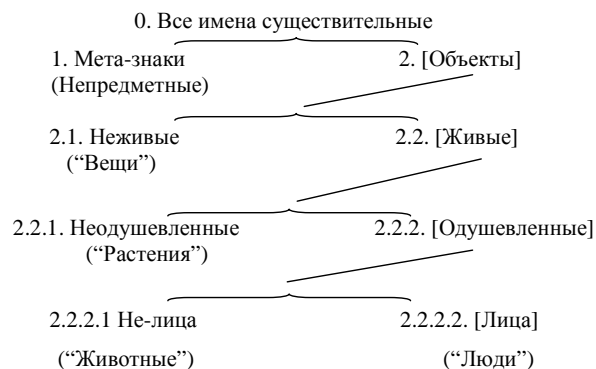 0. Все имена существительные
1. Мета-знаки 2. [Объекты]
(Непредметные)
2.1. Неживые 2.2. [Живые]
(“Вещи”)
2.2.1. Неодушевленные 2.2.2. [Одушевленные]
(“Растения”)
2.2.2.1 Не-лица 2.2.2.2. [Лица]
(“Животные”) (“Люди”)